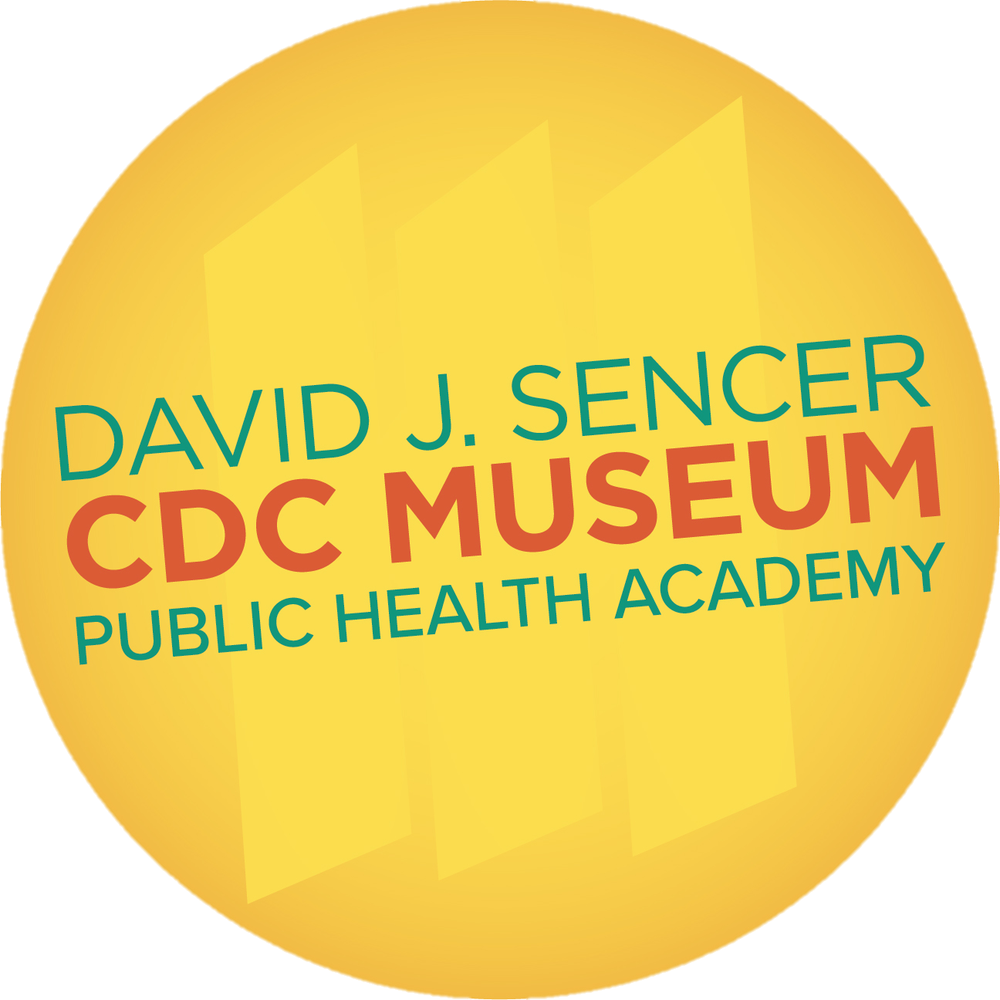 DAVID J. SENCER
CDC MUSEUM
PUBLIC HEALTH ACADEMY